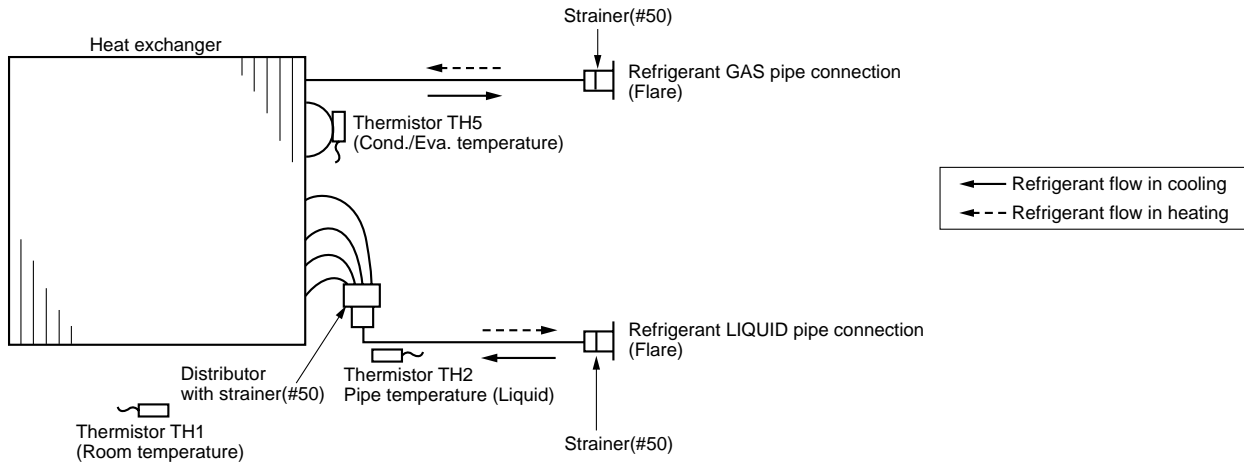 Strainer(#50)
Heat exchanger
Refrigerant GAS pipe connection
(Flare)
Thermistor TH5
(Cond./Eva. temperature)
Refrigerant flow in cooling
Refrigerant flow in heating
Refrigerant LIQUID pipe connection
(Flare)
Distributor
with strainer(#50)
Thermistor TH2
Pipe temperature (Liquid)
Thermistor TH1
(Room temperature)
Strainer(#50)